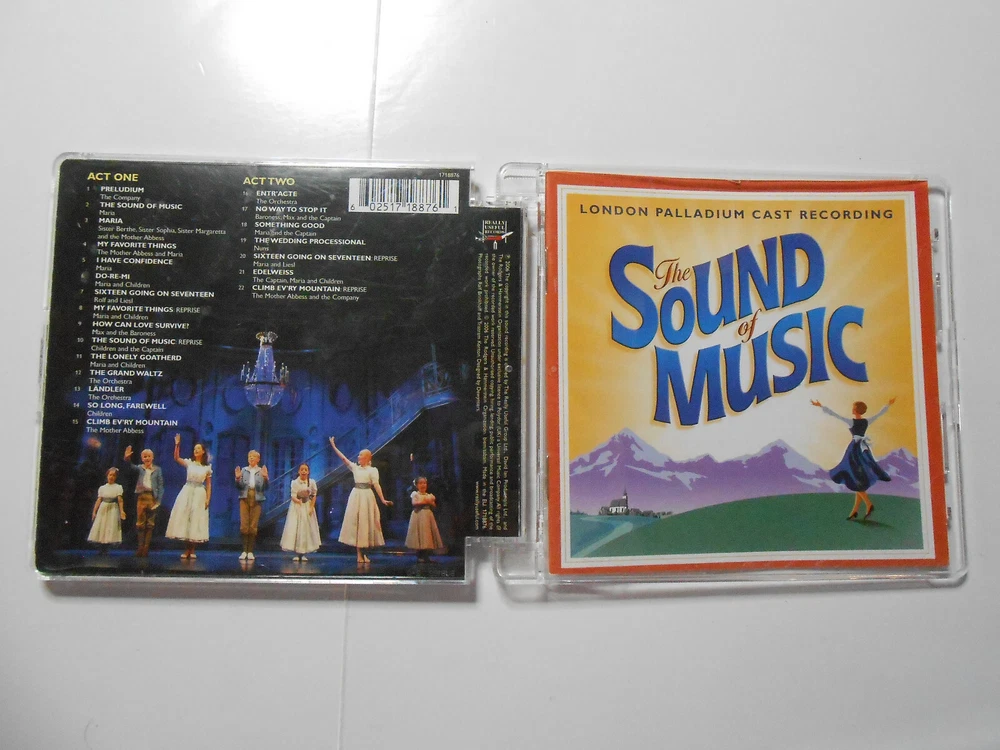 ACT ONE
1 PRELUDIUM
The Company
2 THE SOUND OF MUSIC
Maria
3 MARIA
Sister Berthe, Sister Sophia, Sister Margaretta
and the Mother Abbess
4 MY FAVORITE THINGS
The Mother Abbess and Maria
5 I HAVE CONFIDENCE
Maria
6 DO-RE-MI
Maria and Children
7 SIXTEEN GOING ON SEVENTEEN
Rolf and Liesl
8 MY FAVORITE THINGS: REPRISE
Maria and Children
9 HOW CAN LOVE SURVIVE?
Max and the Baroness
10 THE SOUND OF MUSIC: REPRISE
Children and the Captain
11 THE LONELY GOATHERD
Maria and Children
12 THE GRAND WALTZ
The Orchestra
13 LÄNDLER
The Orchestra
14 SO LONG, FAREWELL
Children
15 CLIMB EV'RY MOUNTAIN
The Mother Abbess
ACT TWO
16 ENTR'ACTE
The Orchestra
17 NO WAY TO STOP IT
Baroness, Max and the Captain
18 SOMETHING GOOD
Maria and the Captain
19 THE WEDDING PROCESSIONAL
Nuns
20 SIXTEEN GOING ON SEVENTEEN: REPRISE
Maria and Liesl
21 EDELWEISS
The Captain, Maria and Children
22 CLIMB EV'RY MOUNTAIN: REPRISE
The Mother Abbess and the Company
1718876
6 02517 18876 1
REALLY
USEFUL
RECORDS
LONDON PALLADIUM CAST RECORDING
The
SOUND
of
MUSIC